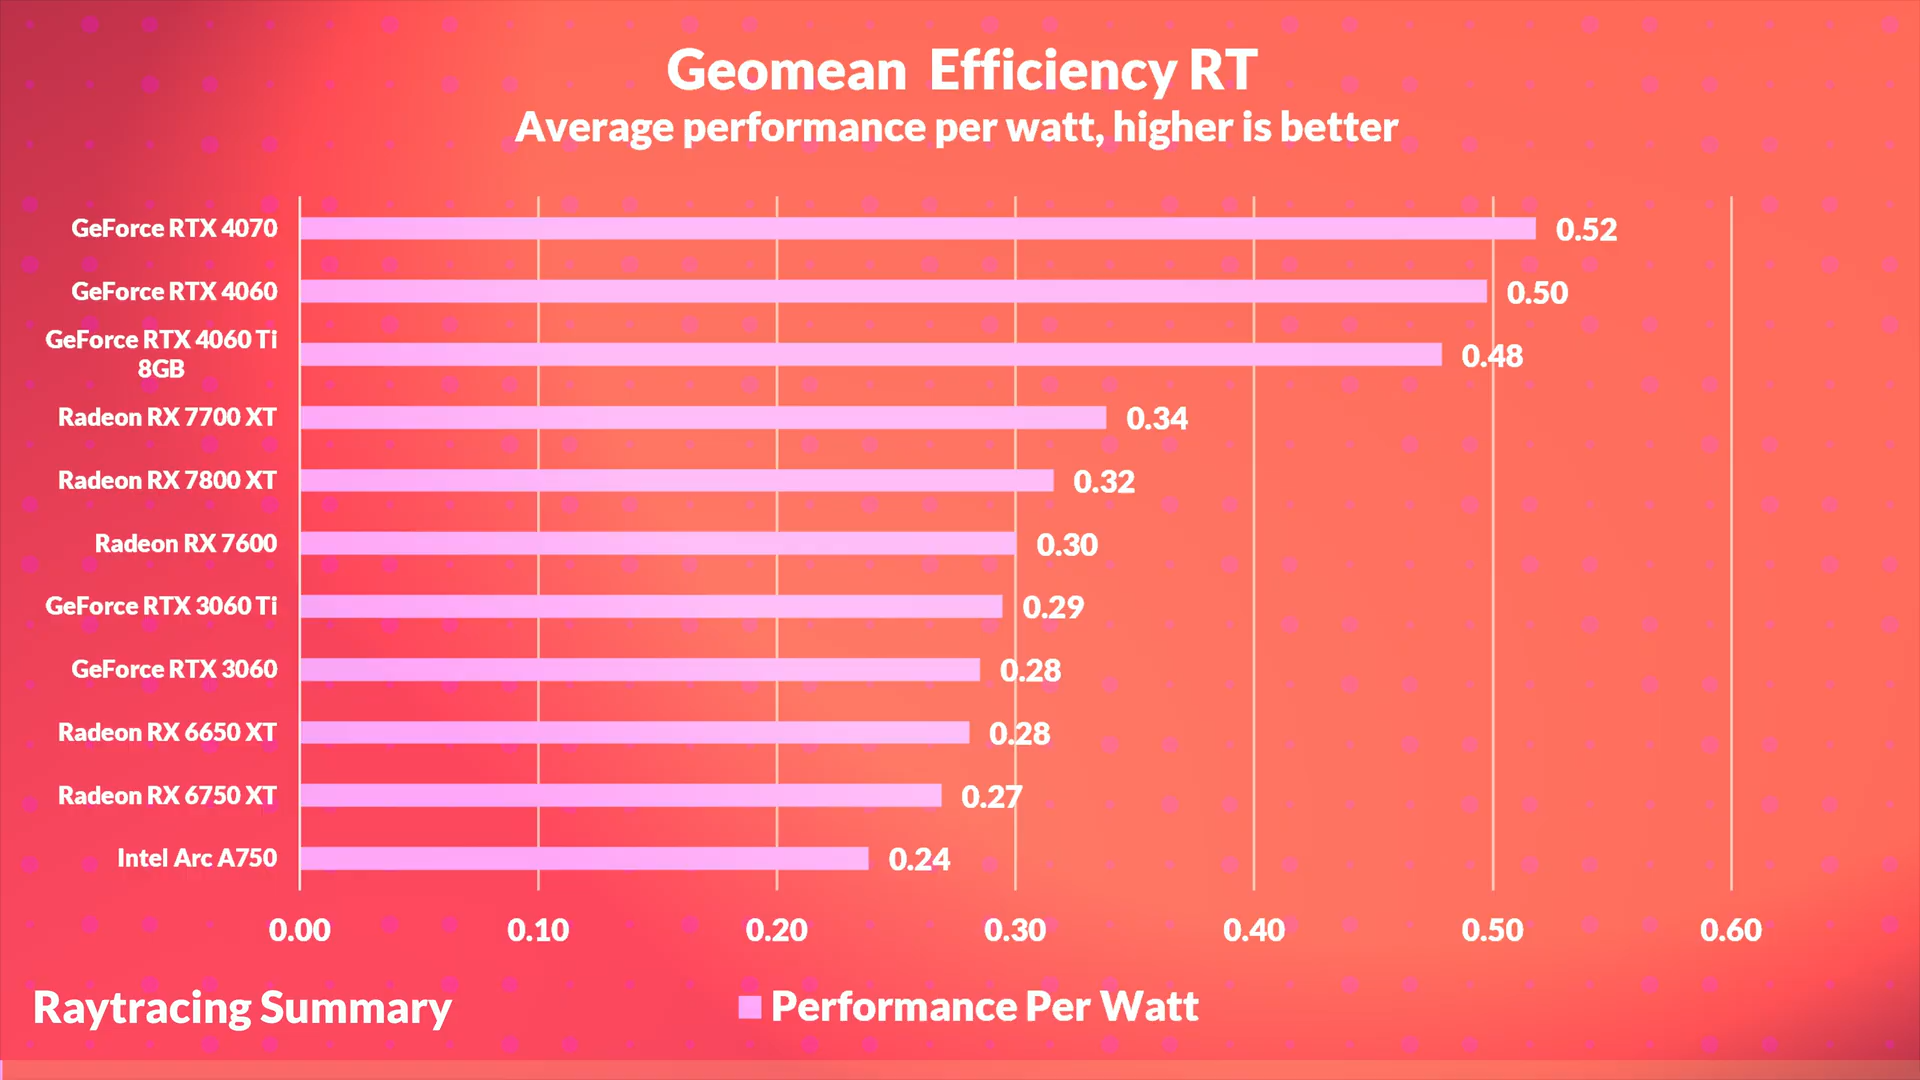 Geomean Efficiency RT
Average performance per watt, higher is better
GeForce RTX 4070
0.52
GeForce RTX 4060
0.50
GeForce RTX 4060 Ti
8GB
0.48
Radeon RX 7700 XT
0.34
Radeon RX 7800 XT
0.32
Radeon RX 7600
0.30
GeForce RTX 3060 Ti
0.29
GeForce RTX 3060
0.28
Radeon RX 6650 XT
0.28
Radeon RX 6750 XT
0.27
Intel Arc A750
0.24
0.00 0.10 0.20 0.30 0.40 0.50 0.60
Raytracing Summary
Performance Per Watt